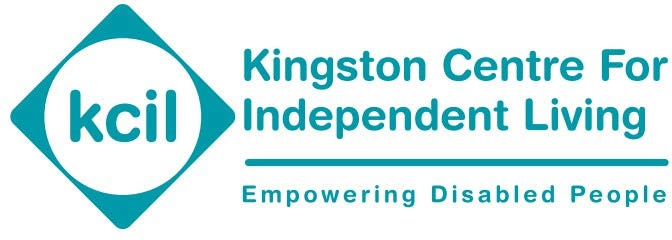 kcil
Kingston Centre For
Independent Living
Empowering Disabled People